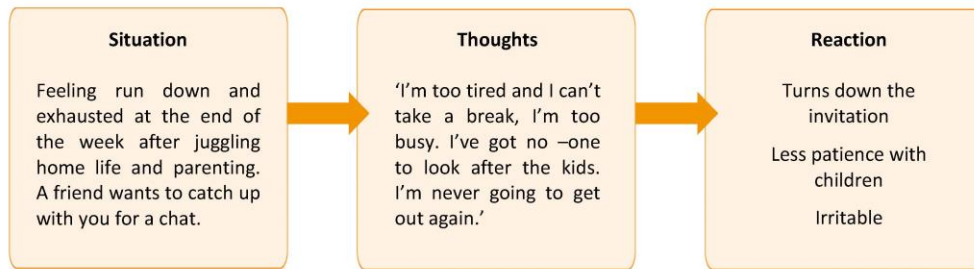 Situation
Feeling run down and
exhausted at the end of
the week after juggling
home life and parenting.
A friend wants to catch up
with you for a chat.
Thoughts
‘I’m too tired and I can’t
take a break, I’m too
busy. I’ve got no –one
to look after the kids.
I’m never going to get
out again.’
Reaction
Turns down the
invitation
Less patience with
children
Irritable